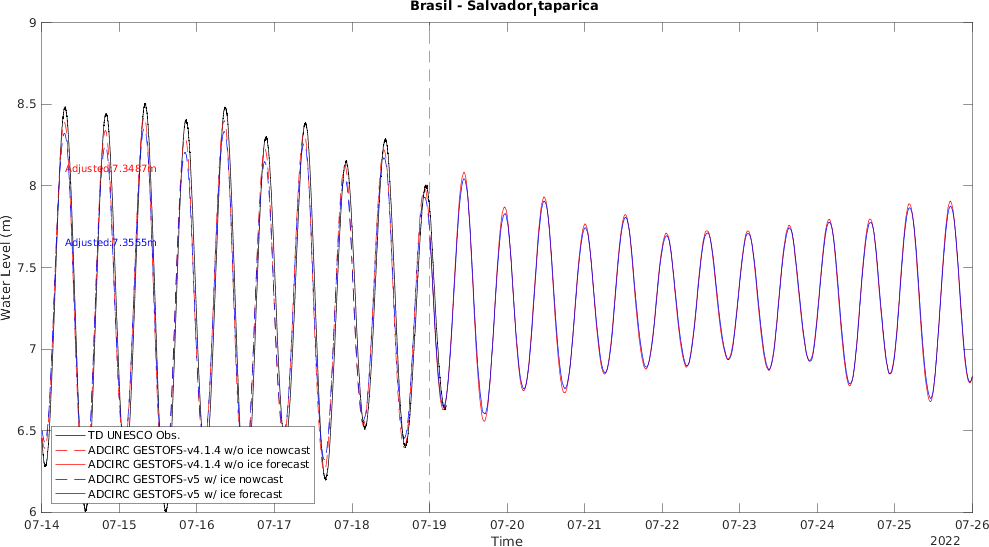 Brasil - Salvador,taparica
9
8.5
8
7.5
7
6.5
6
Water Level (m)
Adjusted:7.3487m
Adjusted:7.3565m
TD UNESCO Obs.
ADCIRC GESTOFS-v4.1.4 w/o ice nowcast
ADCIRC GESTOFS-v4.1.4 w/o ice forecast
ADCIRC GESTOFS-v5 w/ ice nowcast
ADCIRC GESTOFS-v5 w/ ice forecast
07-14 07-15 07-16 07-17 07-18 07-19 07-20 07-21 07-22 07-23 07-24 07-25 07-26
Time
2022